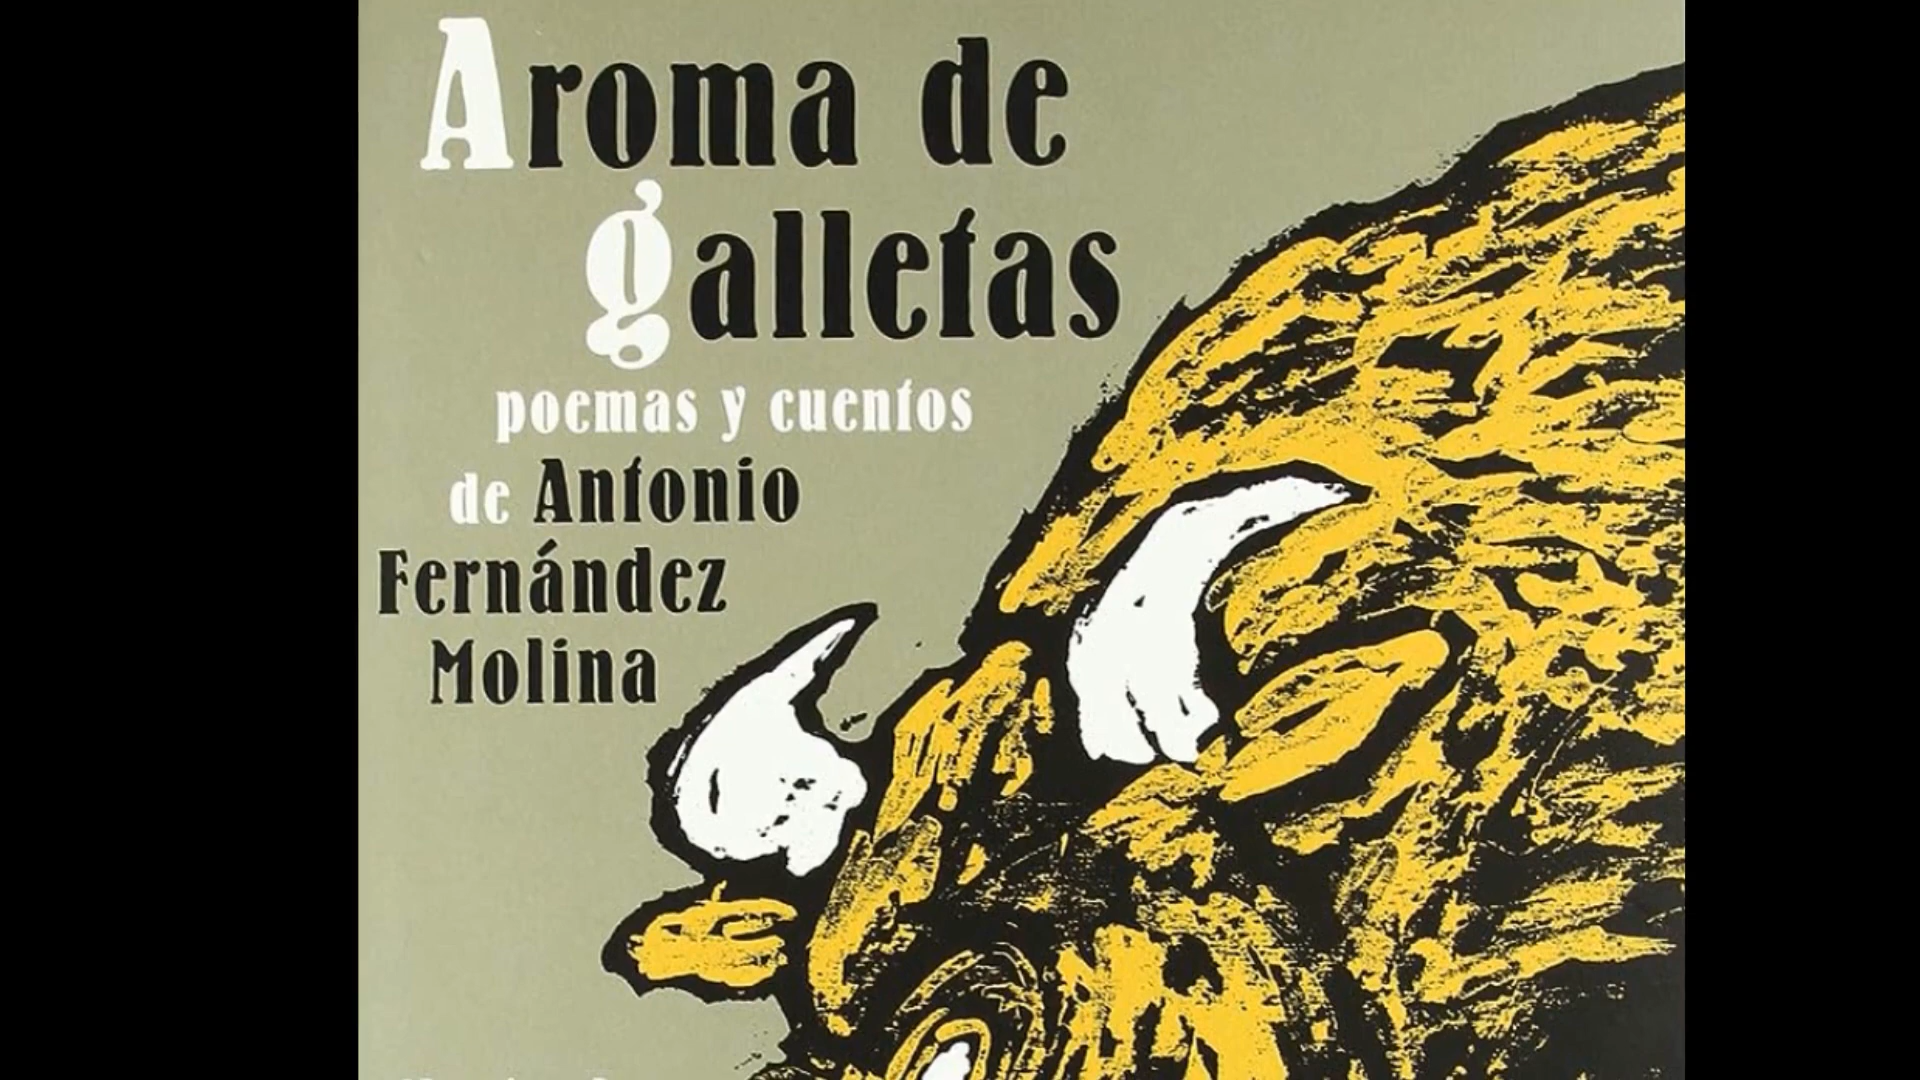 Aroma de
galletas
poemas y cuentos
de Antonio
Fernández
Molina